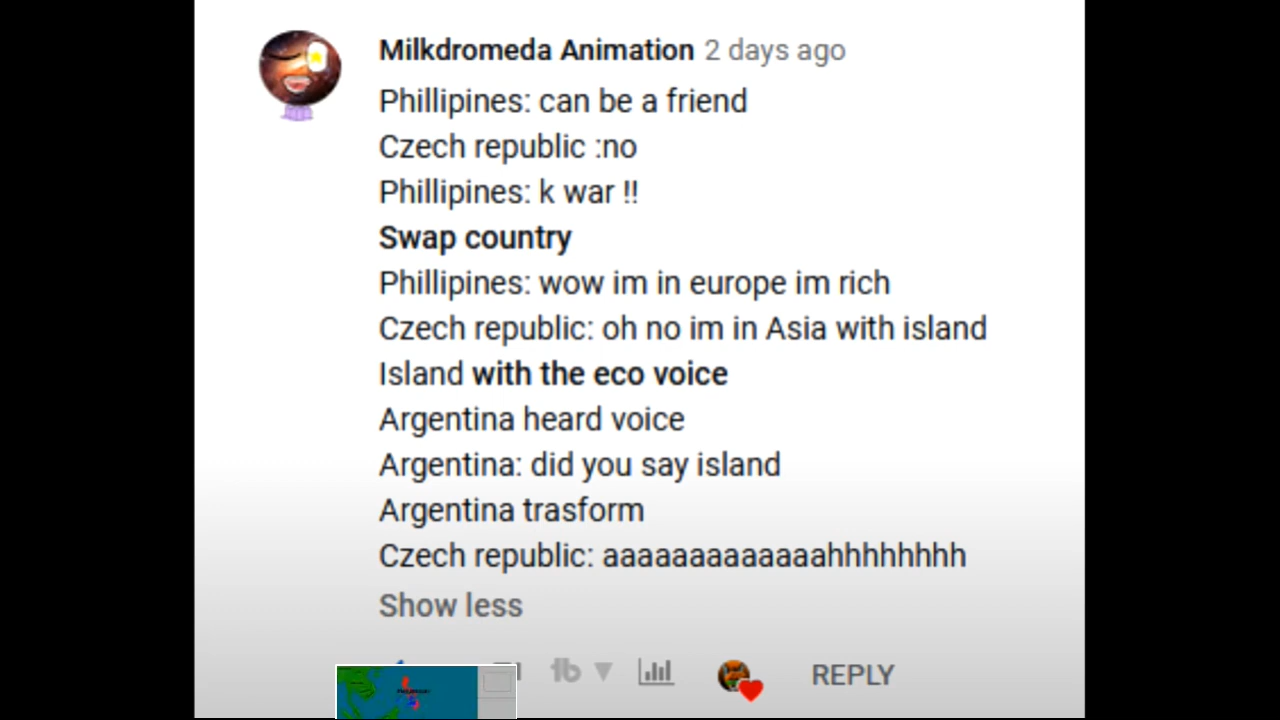 Milkdromeda Animation 2 days ago
Phillipines: can be a friend
Czech republic :no
Phillipines: k war !!
Swap country
Phillipines: wow im in europe im rich
Czech republic: oh no im in Asia with island
Island with the eco voice
Argentina heard voice
Argentina: did you say island
Argentina trasform
Czech republic: aaaaaaaaaaaaahhhhhhhh
Show less
REPLY